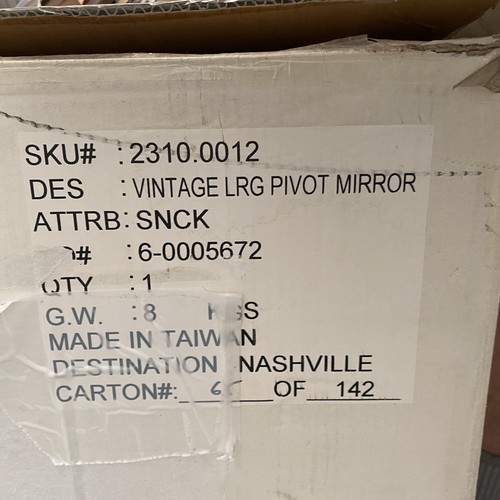 SKU# : 2310.0012
DES : VINTAGE LRG PIVOT MIRROR
ATTRB: SNCK
: 6-0005672
QTY : 1
G.W. : 8 KGS
MADE IN TAIWAN
DESTINATION NASHVILLE
CARTON#: OF 142